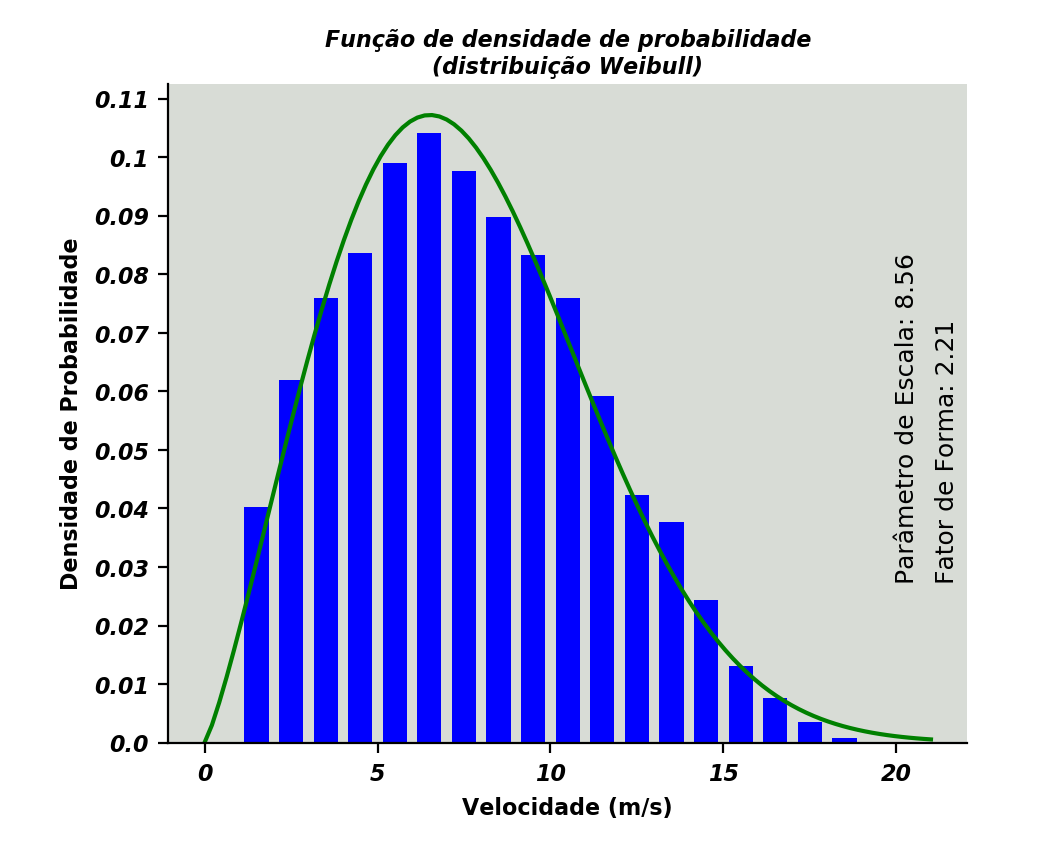 Função de densidade de probabilidade
(distribuição Weibull)
0.11
0.1
0.09
0.08
0.07
0.06
0.05
0.04
0.03
0.02
0.01
0.0
Densidade de Probabilidade
Parâmetro de Escala: 8.56
Fator de Forma: 2.21
0
5
10
15
20
Velocidade (m/s)